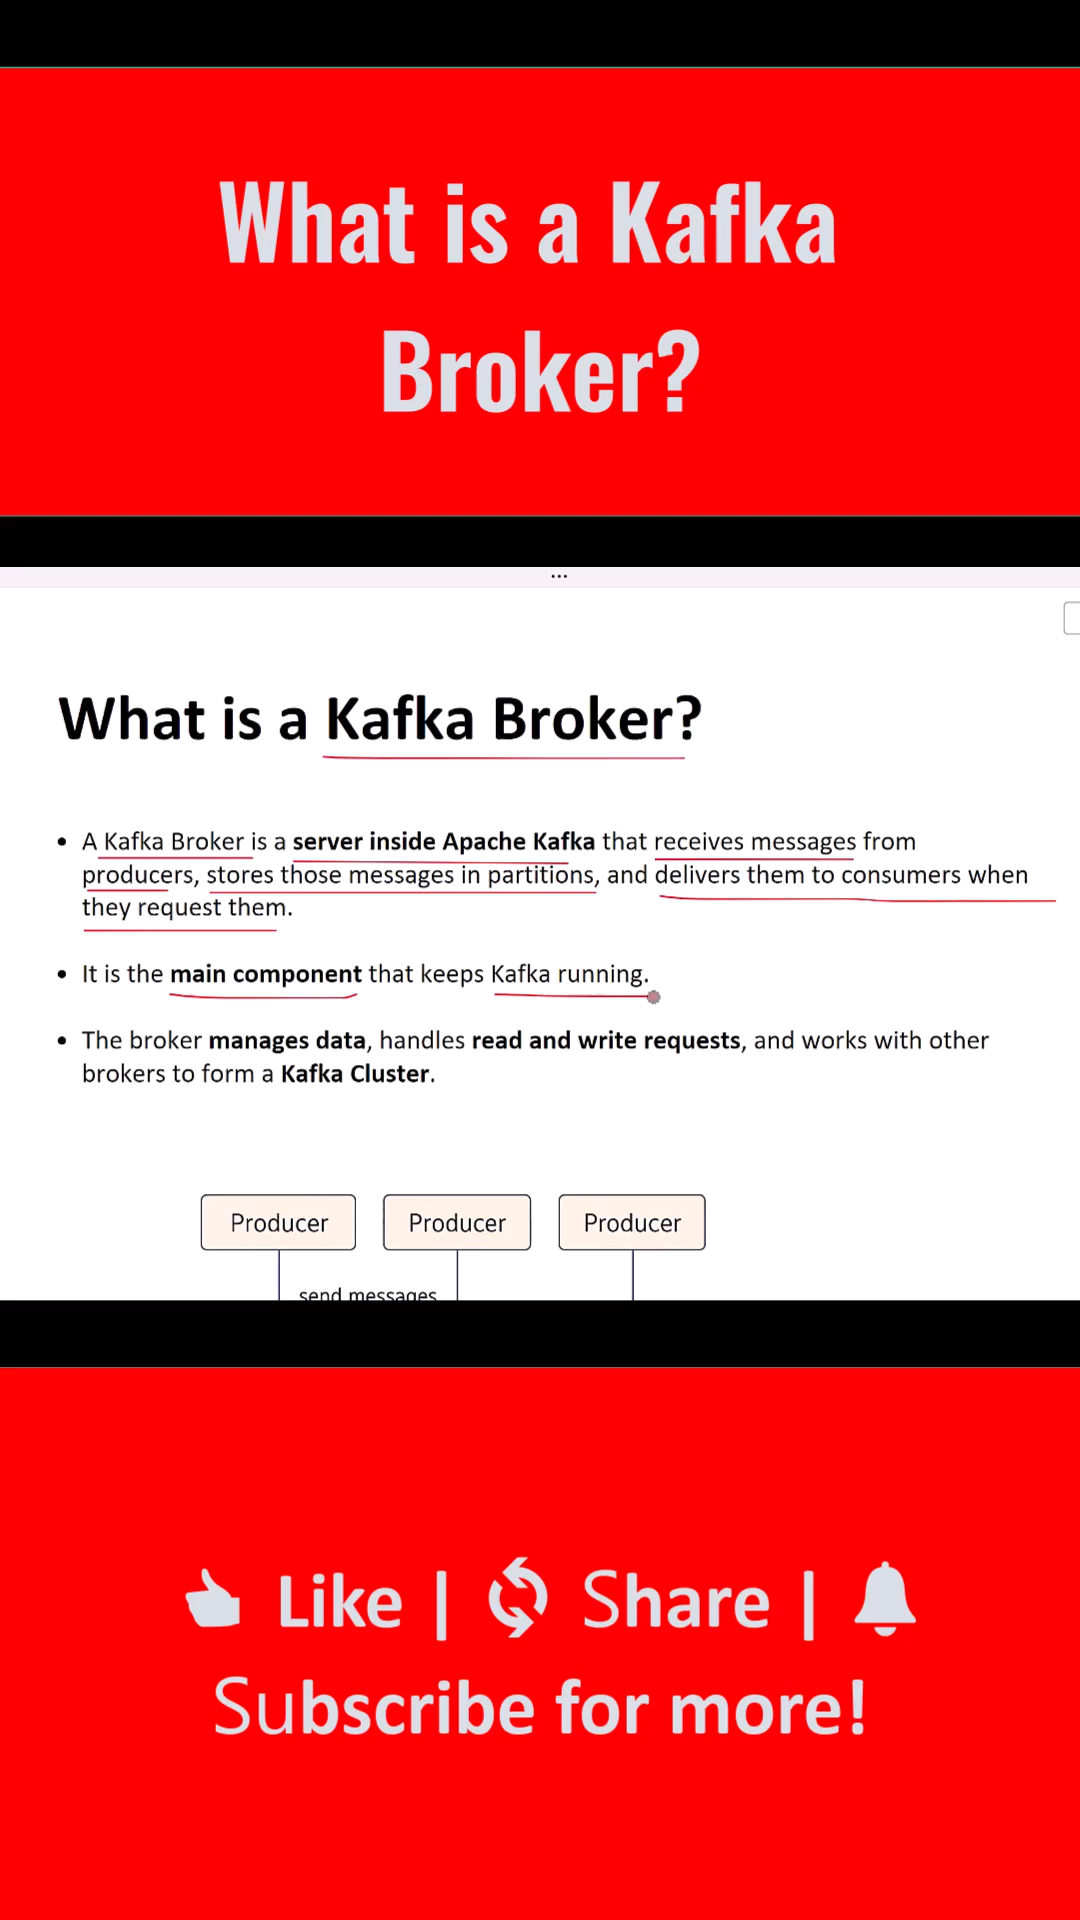 What is a Kafka
Broker?
...
What is a Kafka Broker?
• A Kafka Broker is a server inside Apache Kafka that receives messages from
producers, stores those messages in partitions, and delivers them to consumers when
they request them.
• It is the main component that keeps Kafka running.
• The broker manages data, handles read and write requests, and works with other
brokers to form a Kafka Cluster.
Producer Producer Producer
send messages
Like | Share |
Subscribe for more!